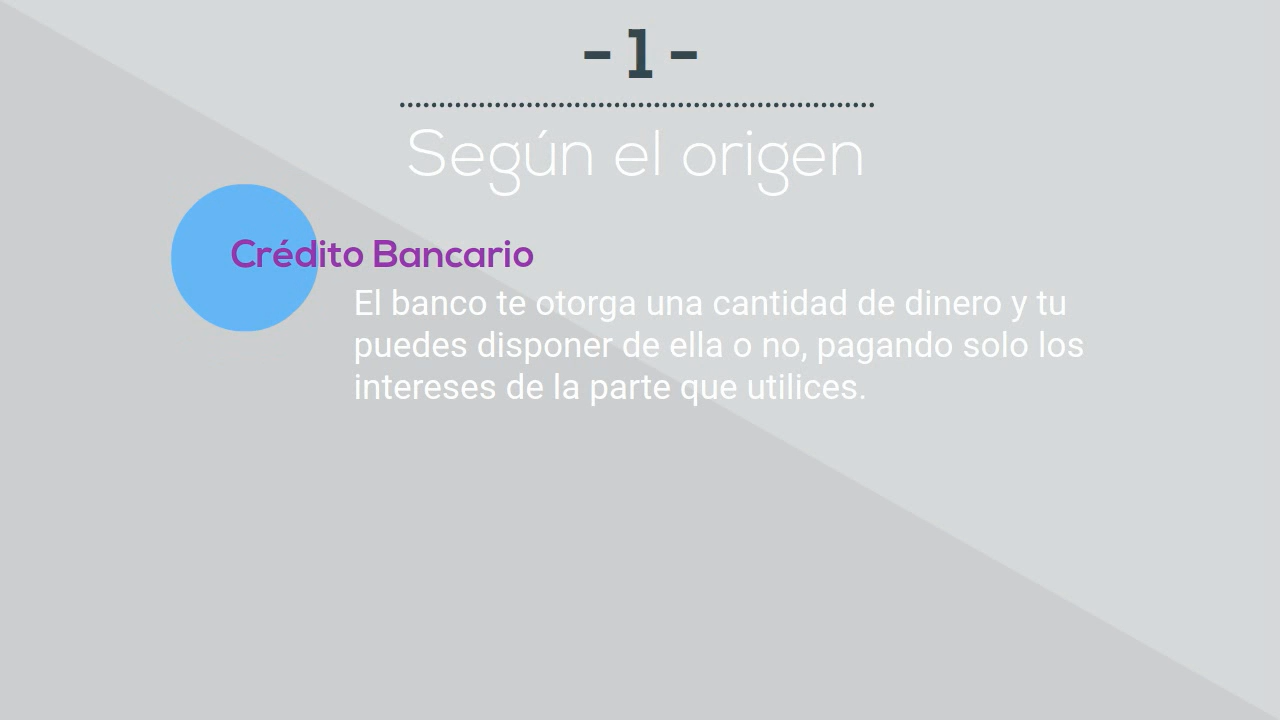 - 1 -
Según el origen
Crédito Bancario
El banco te otorga una cantidad de dinero y tu
puedes disponer de ella o no, pagando solo los
intereses de la parte que utilices.